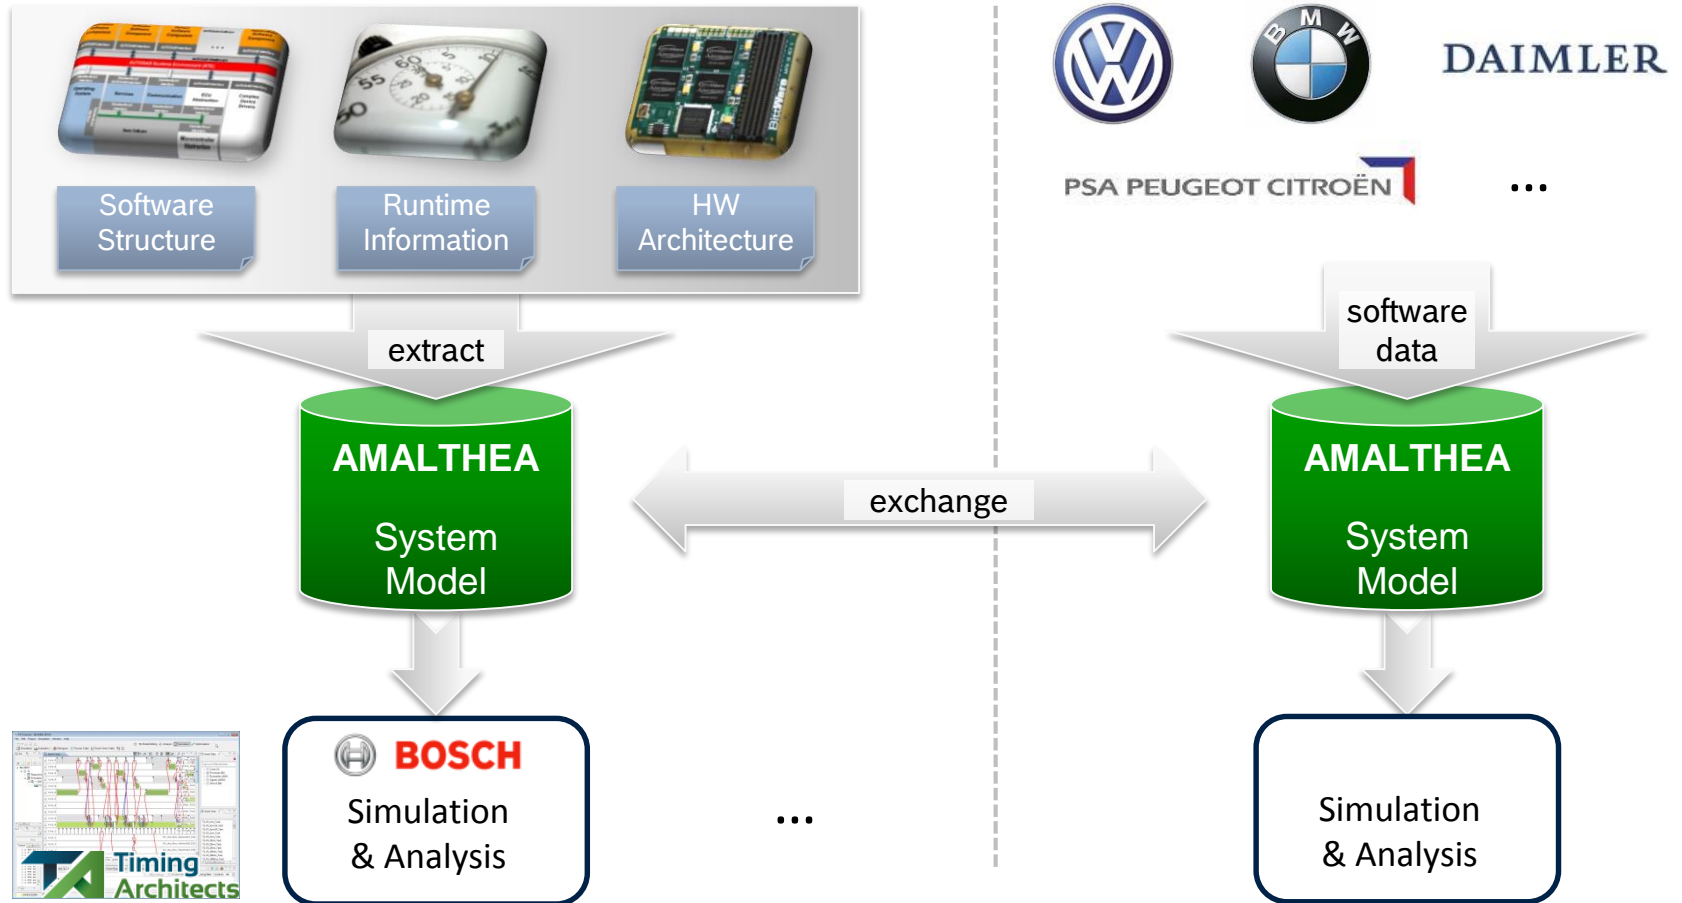 Software
Structure
Runtime
Information
HW
Architecture
BMW
DAIMLER
PSA PEUGEOT CITROËN
...
extract
software
data
AMALTHEA
System
Model
exchange
AMALTHEA
System
Model
BOSCH
Simulation
& Analysis
...
Simulation
& Analysis
Timing
Architects